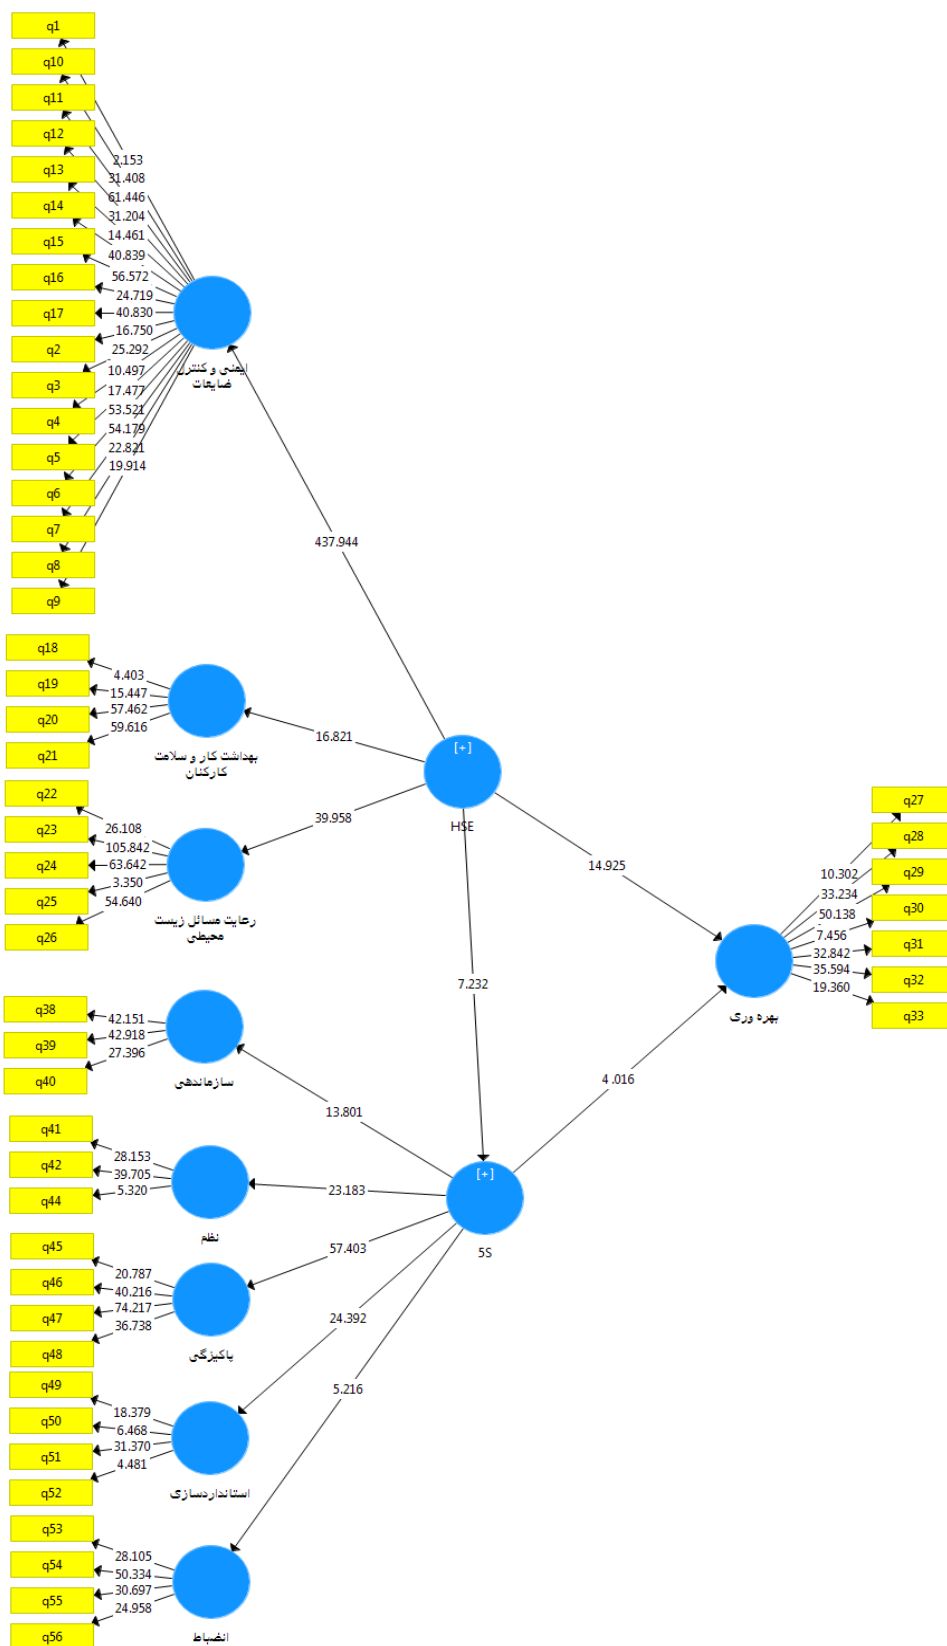 q1
q10
q11
q12
q13
q14
q15
q16
q17
q2
q3
q4
q5
q6
q7
q8
q9
2.153
31.408
61.446
31.204
14.461
40.839
56.572
24.719
40.830
16.750
25.292
10.497
17.477
53.521
54.179
22.821
19.914
ایمنی و کنترل
ضایعات
437.944
q18
q19
q20
q21
4.403
15.447
57.462
59.616
بهداشت کار و سلامت
کارکنان
16.821
q22
q23
q24
q25
q26
26.108
105.842
63.642
3.350
54.640
رعایت مسائل زیست
محیطی
39.958
[+]
HSE
14.925
7.232
q27
q28
q29
q30
q31
q32
q33
10.302
33.234
50.138
7.456
32.842
35.594
19.360
بهره وری
4.016
q38
q39
q40
42.151
42.918
27.396
سازماندهی
13.801
q41
q42
q44
28.153
39.705
5.320
نظم
23.183
[+]
5S
q45
q46
q47
q48
20.787
40.216
74.217
36.738
پاکیزگی
57.403
q49
q50
q51
q52
18.379
6.468
31.370
4.481
استانداردسازی
24.392
q53
q54
q55
q56
28.105
50.334
30.697
24.958
انضباط
5.216